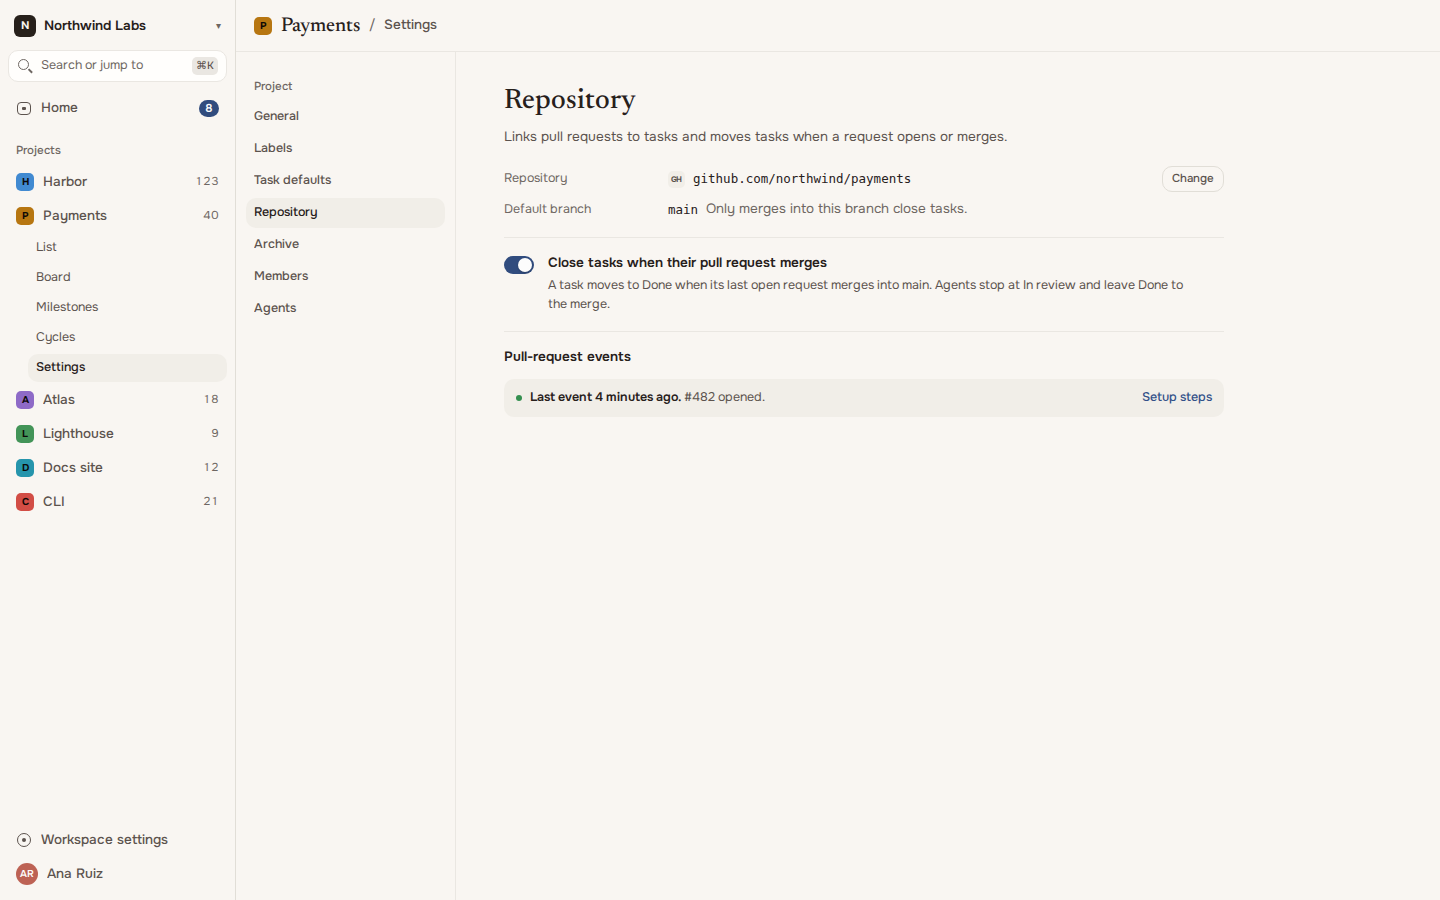 N Northwind Labs ▾
Search or jump to ⌘K
Home 8
Projects
H Harbor 123
P Payments 40
List
Board
Milestones
Cycles
Settings
A Atlas 18
L Lighthouse 9
D Docs site 12
C CLI 21
Workspace settings
AR Ana Ruiz
P Payments / Settings
Project
General
Labels
Task defaults
Repository
Archive
Members
Agents
Repository
Links pull requests to tasks and moves tasks when a request opens or merges.
Repository GH github.com/northwind/payments Change
Default branch main Only merges into this branch close tasks.
Close tasks when their pull request merges
A task moves to Done when its last open request merges into main. Agents stop at In review and leave Done to
the merge.
Pull-request events
Last event 4 minutes ago. #482 opened. Setup steps